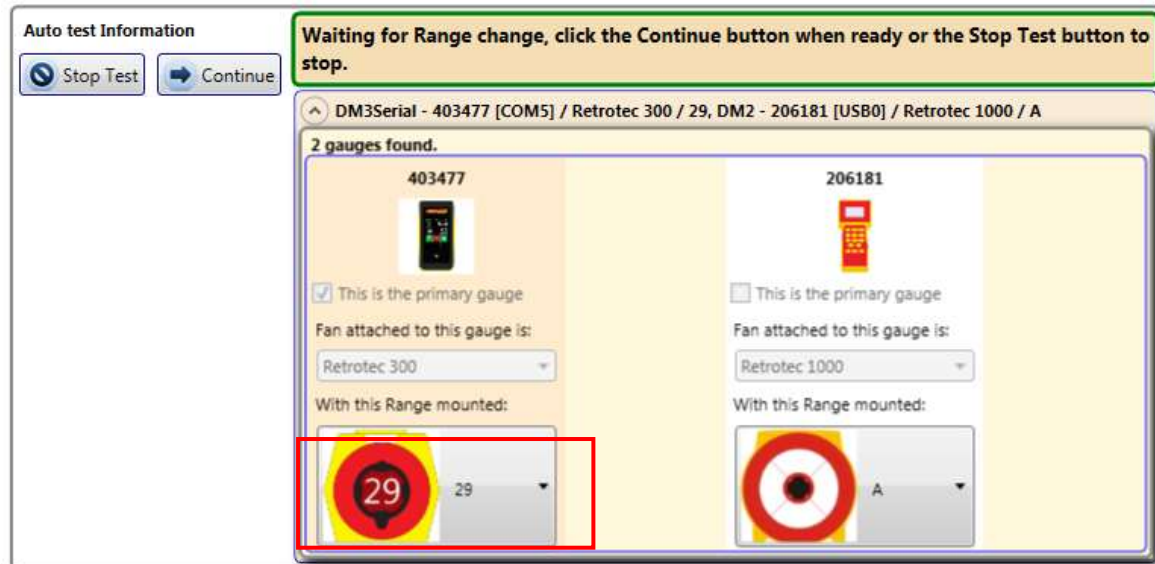 Auto test Information
Stop Test
Continue
Waiting for Range change, click the Continue button when ready or the Stop Test button to
stop.
DM3Serial - 403477 [COM5] / Retrotec 300 / 29, DM2 - 206181 [USB0] / Retrotec 1000 / A
2 gauges found.
403477
This is the primary gauge
Fan attached to this gauge is:
Retrotec 300
With this Range mounted:
29
29
206181
This is the primary gauge
Fan attached to this gauge is:
Retrotec 1000
With this Range mounted:
A